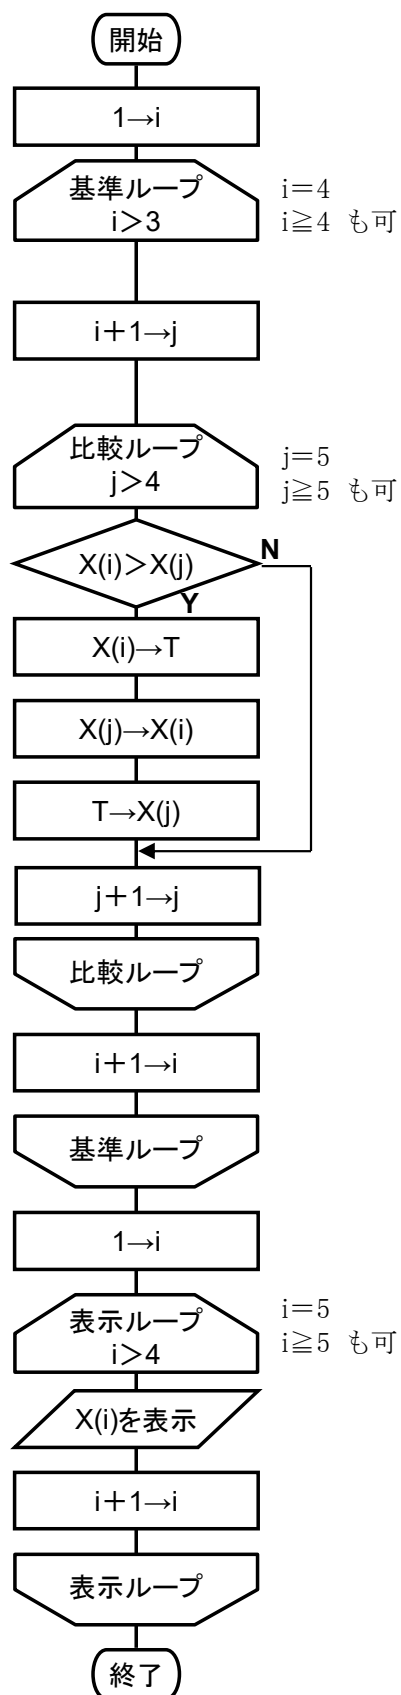 開始
1→i
基準ループ
i＞3
i＝4
i≧4 も可
i＋1→j
比較ループ
j＞4
j＝5
j≧5 も可
X(i)＞X(j)
N
Y
X(i)→T
X(j)→X(i)
T→X(j)
j＋1→j
比較ループ
i＋1→i
基準ループ
1→i
表示ループ
i＞4
i＝5
i≧5 も可
X(i)を表示
i＋1→i
表示ループ
終了